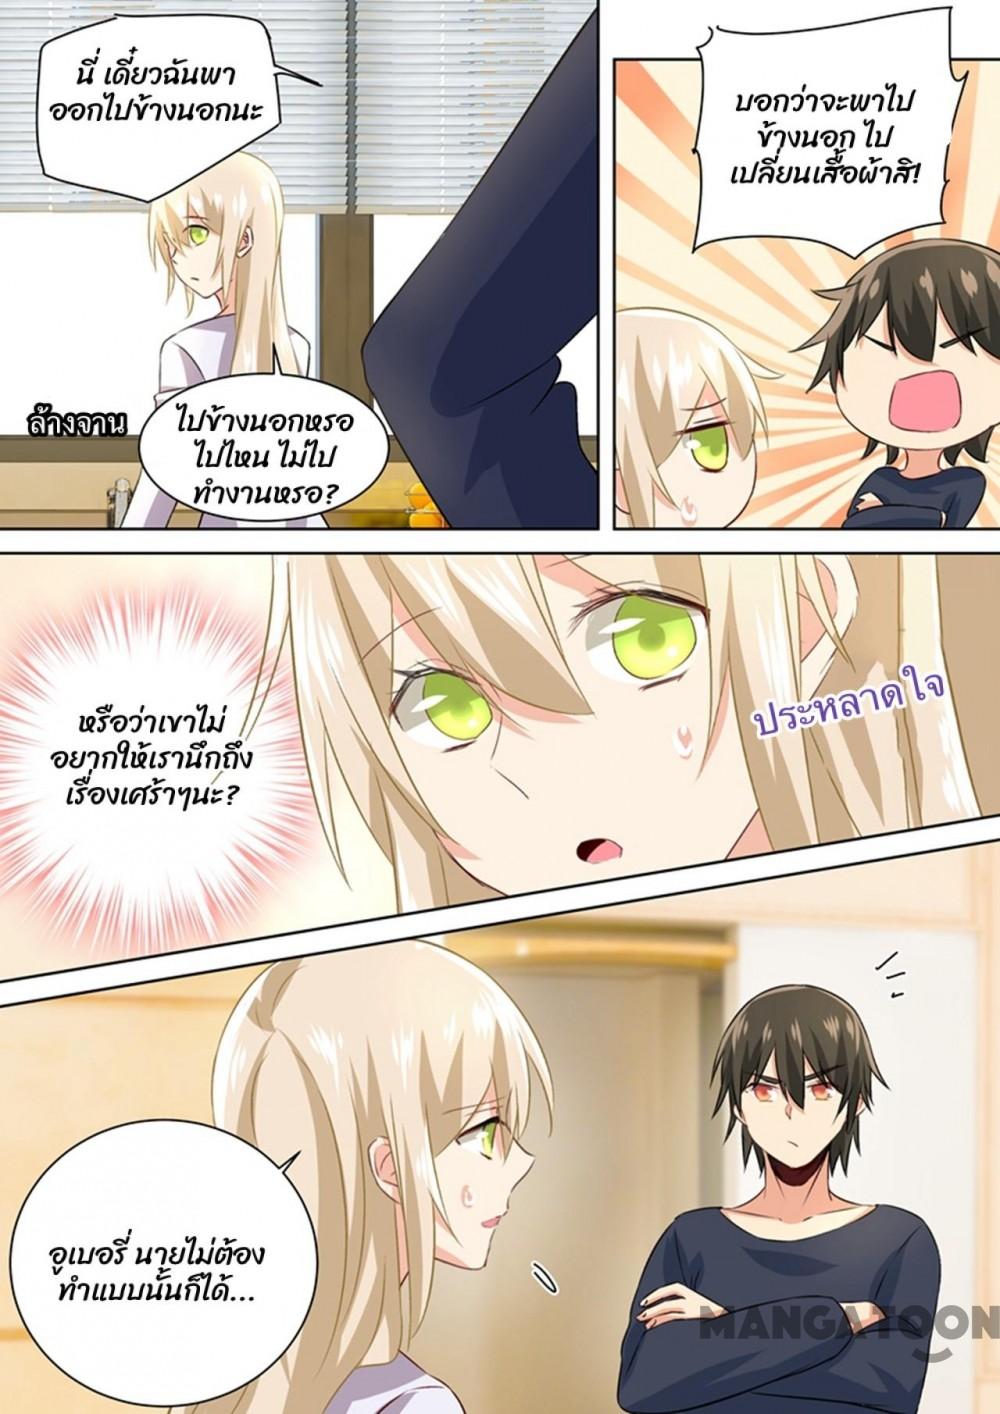 นี่ เดี๋ยวฉันพา
ออกไปข้างนอกนะ
ล้างจาน
ไปข้างนอกหรอ
ไปไหน ไม่ไป
ทำงานหรอ?
บอกว่าจะพาไป
ข้างนอก ไป
เปลี่ยนเสื้อผ้าสิ!
หรือว่าเขาไม่
อยากให้เรานึกถึง
เรื่องเศร้าๆนะ?
ประหลาดใจ
อูเบอรี่ นายไม่ต้อง
ทำแบบนั้นก็ได้...
MANGATOON